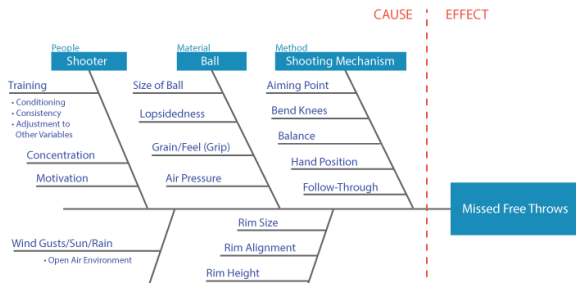 CAUSE
EFFECT
People
Shooter
Material
Ball
Method
Shooting Mechanism
Training
• Conditioning
• Consistency
• Adjustment to
Other Variables
Concentration
Motivation
Size of Ball
Lopsidedness
Grain/Feel (Grip)
Air Pressure
Aiming Point
Bend Knees
Balance
Hand Position
Follow-Through
Missed Free Throws
Wind Gusts/Sun/Rain
• Open Air Environment
Rim Size
Rim Alignment
Rim Height